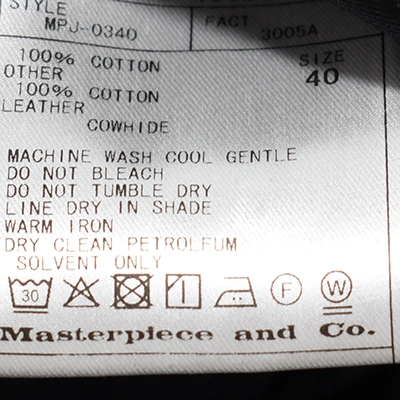 STYLE
MPJ-0340
FACT
3005A
100% COTTON
OTHER
100% COTTON
LEATHER
COWHIDE
SIZE
40
MACHINE WASH COOL GENTLE
DO NOT BLEACH
DO NOT TUMBLE DRY
LINE DRY IN SHADE
WARM IRON
DRY CLEAN PETROLEUM
SOLVENT ONLY
30
F
W
Masterpiece and Co.